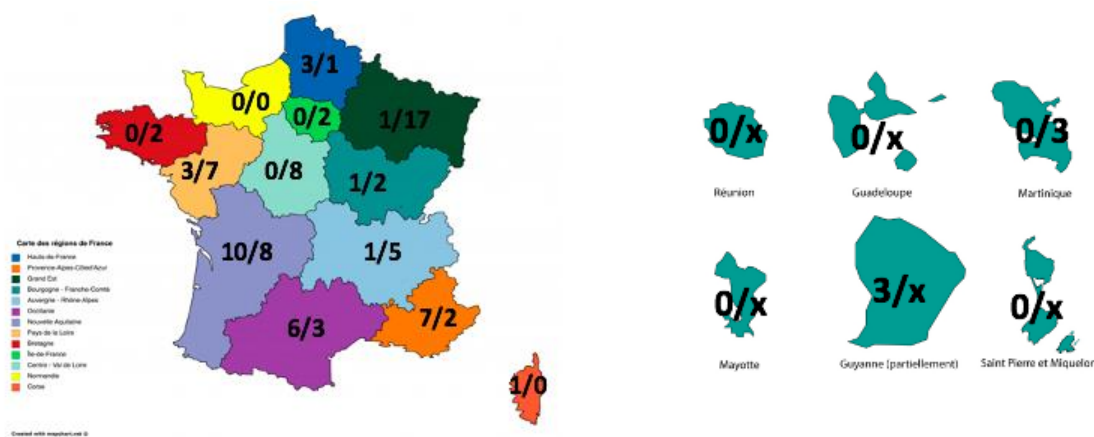 3/1
0/0
0/2
1/17
0/2
3/7
0/8
1/2
10/8
1/5
6/3
7/2
1/0
Carte des régions de France
Hauts-de-France
Provence-Alpes-Côted'Azur
Grand Est
Bourgogne - Franche-Comté
Auvergne - Rhône-Alpes
Occitanie
Nouvelle Aquitaine
Pays de la Loire
Bretagne
Île-de-France
Centre - Val de Loire
Normandie
Corse
Created with mapchart.net ©
0/x
0/x
0/3
Réunion
Guadeloupe
Martinique
0/x
3/x
0/x
Mayotte
Guyanne (partiellement)
Saint Pierre et Miquelon